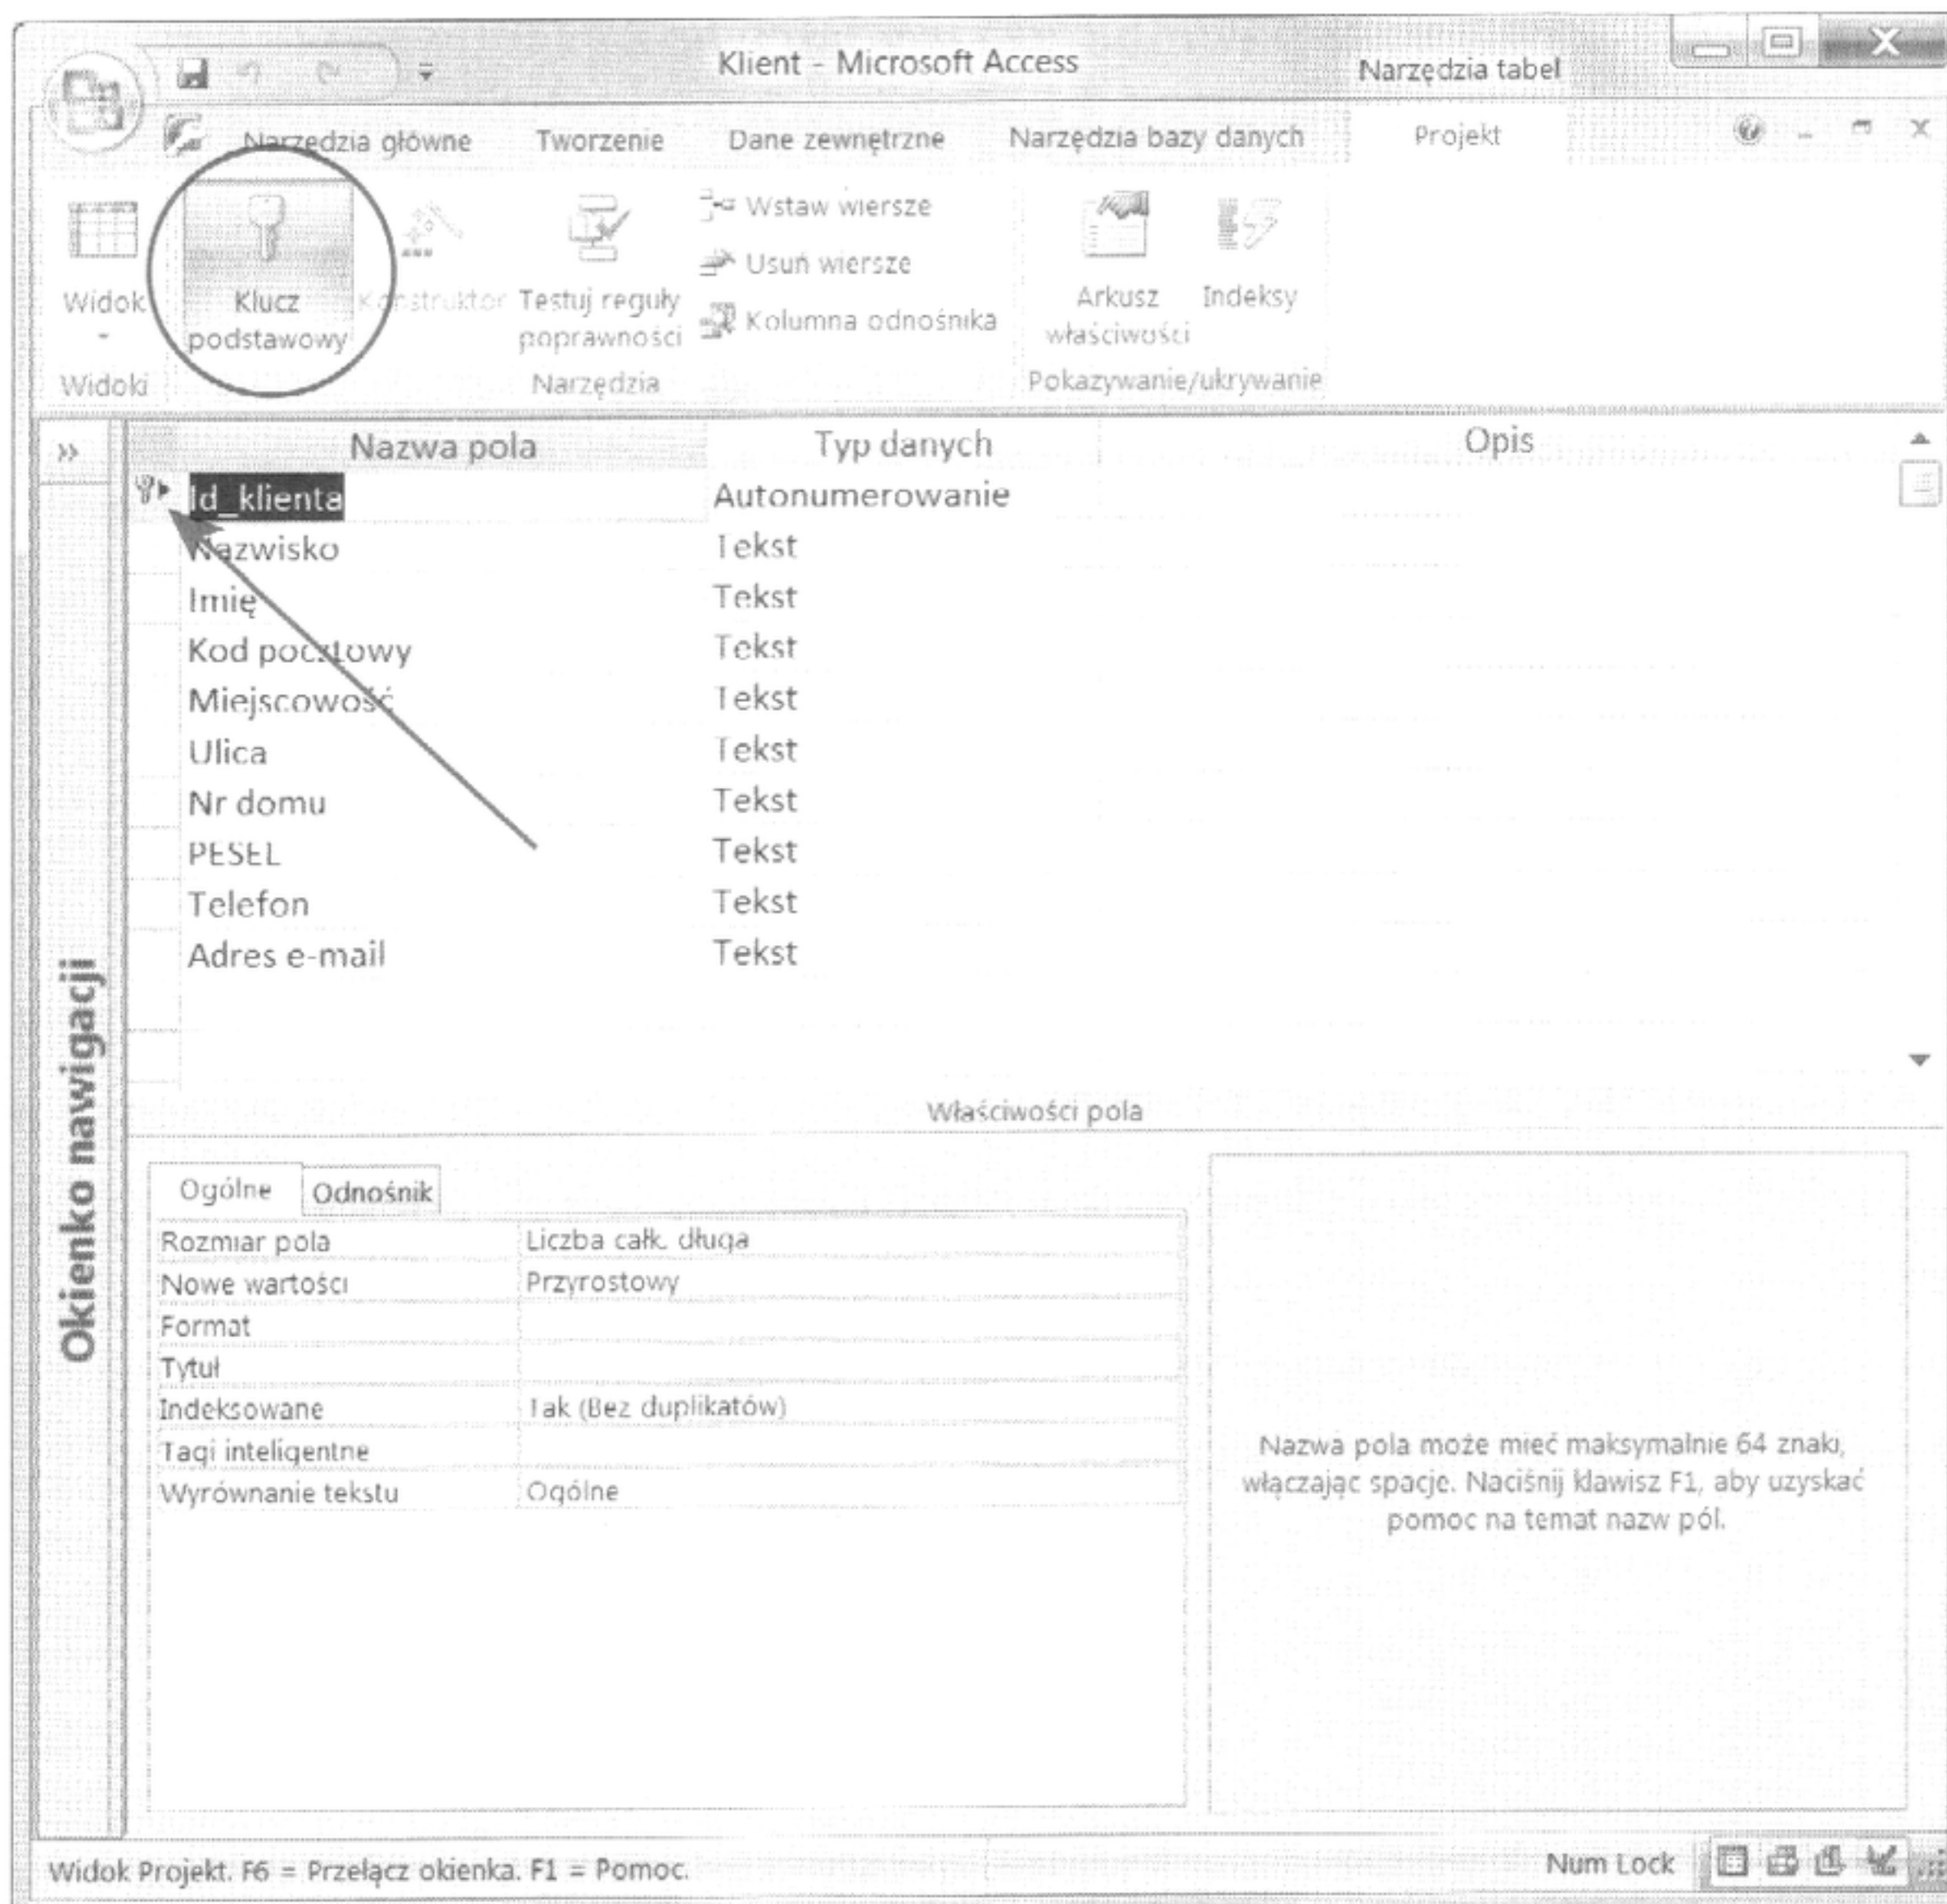 Klient - Microsoft Access
Narzędzia tabel
Narzędzia główne Tworzenie Dane zewnętrzne Narzędzia bazy danych Projekt
Widok
Klucz podstawowy
Konstruktor
Testuj reguły poprawności
Wstaw wiersze
Usuń wiersze
Kolumna odnośnika
Arkusz właściwości
Indeksy
Widoki Narzędzia Pokazywanie/ukrywanie
» Nazwa pola Typ danych Opis
Id_klienta Autonumerowanie
Nazwisko Tekst
Imię Tekst
Kod pocztowy Tekst
Miejscowość Tekst
Ulica Tekst
Nr domu Tekst
PESEL Tekst
Telefon Tekst
Adres e-mail Tekst
Okienko nawigacji
Właściwości pola
Ogólne Odnośnik
Rozmiar pola Liczba całk. długa
Nowe wartości Przyrostowy
Format
Tytuł
Indeksowane Tak (Bez duplikatów)
Tagi inteligentne
Wyrównanie tekstu Ogólne
Nazwa pola może mieć maksymalnie 64 znaki,
włączając spacje. Naciśnij klawisz F1, aby uzyskać
pomoc na temat nazw pól.
Widok Projekt. F6 = Przełącz okienka. F1 = Pomoc.
Num Lock